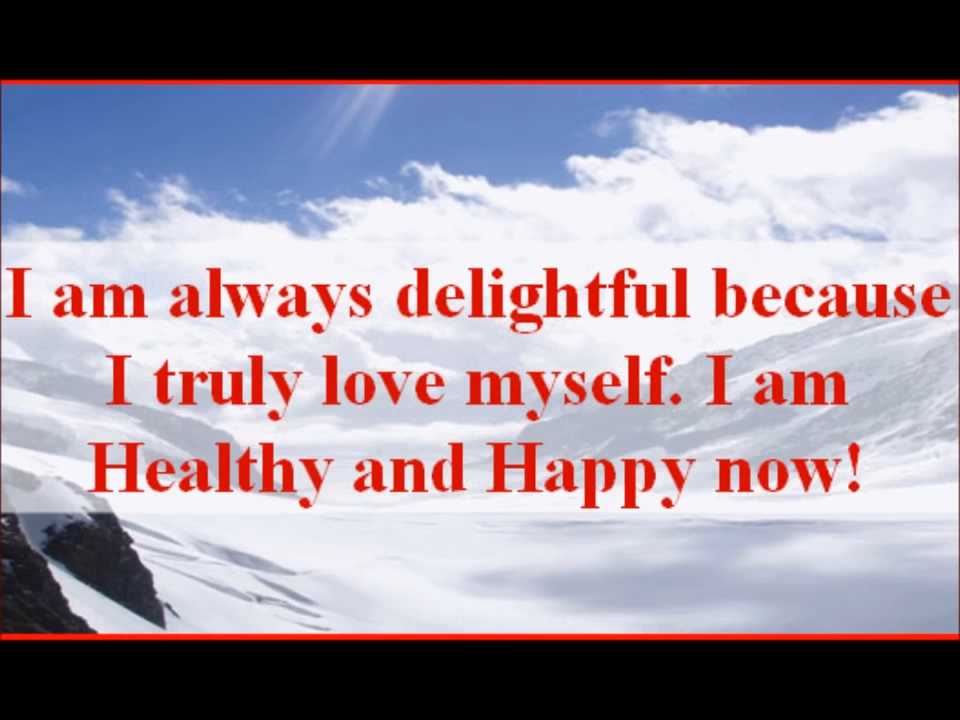 I am always delightful because
I truly love myself. I am
Healthy and Happy now!